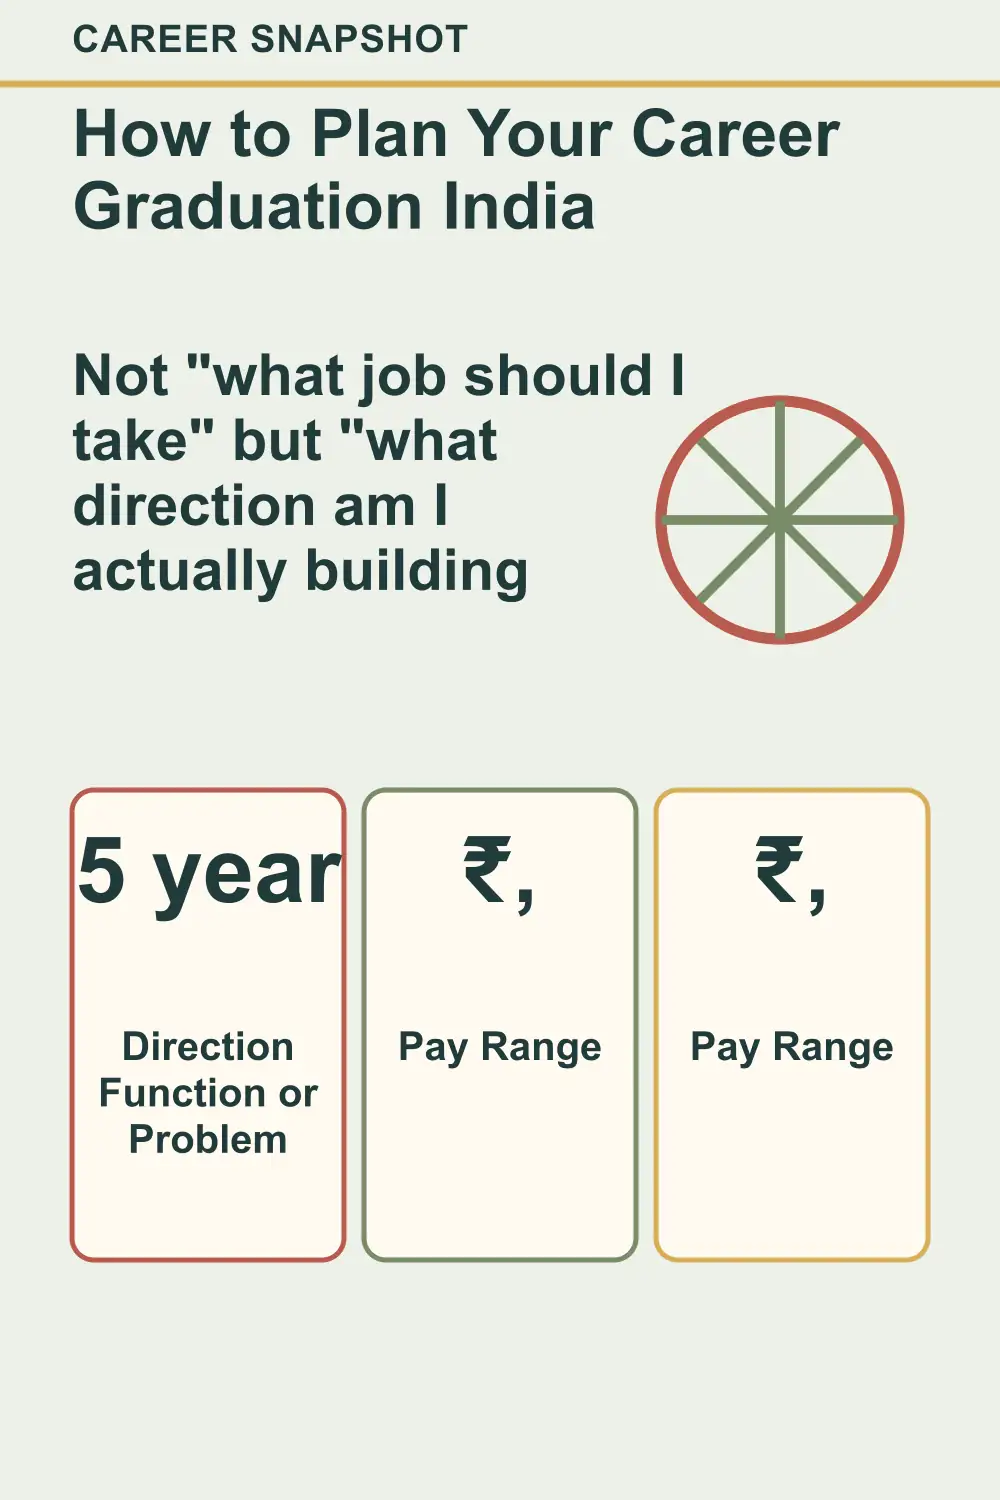 CAREER SNAPSHOT
How to Plan Your Career
Graduation India
Not "what job should I
take" but "what
direction am I
actually building
5 year
Direction
Function or
Problem
₹,
Pay Range
₹,
Pay Range